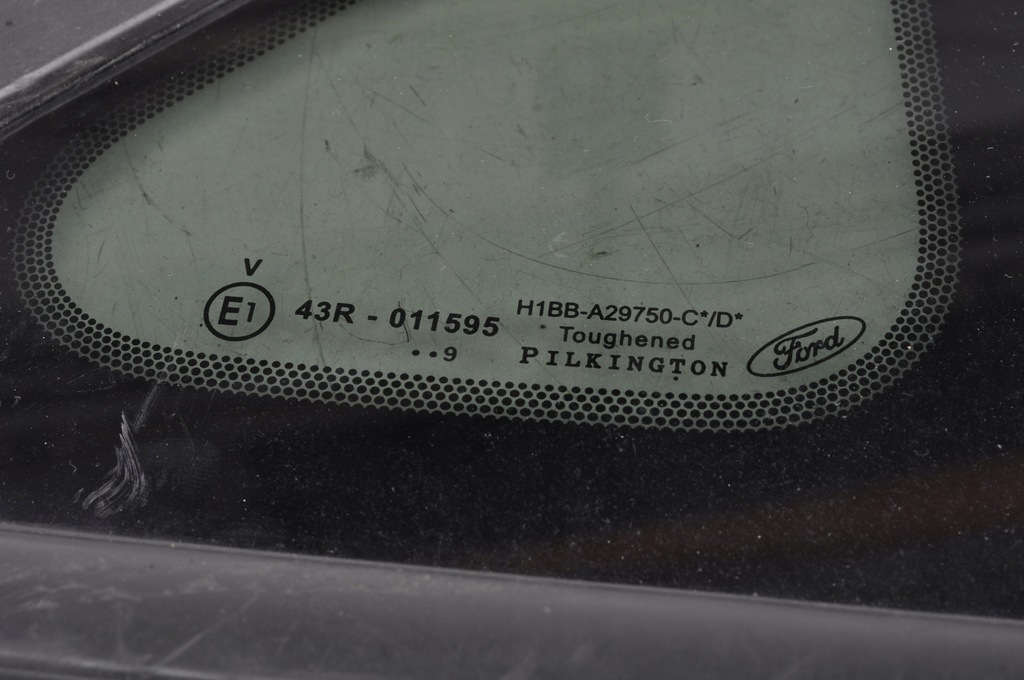 V
E1 43R - 011595
••9
H1BB-A29750-C*/D*
Toughened
PILKINGTON
Ford